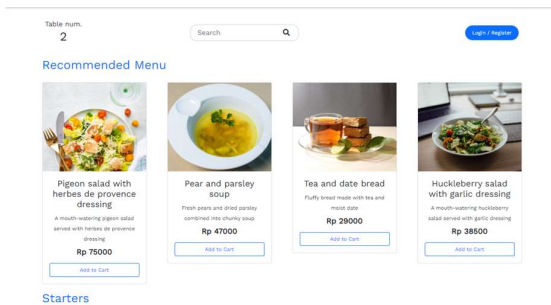 Table num.
2
Search
Login / Register
Recommended Menu
Pigeon salad with
herbes de provence
dressing
A mouth-watering pigeon salad
served with herbes de provence
dressing
Rp 75000
Add to Cart
Pear and parsley
soup
Fresh pears and dried parsley
combined into chunky soup
Rp 47000
Add to Cart
Tea and date bread
Fluffy bread made with tea and
moist date
Rp 29000
Add to Cart
Huckleberry salad
with garlic dressing
A mouth-watering huckleberry
salad served with garlic dressing
Rp 38500
Add to Cart
Starters